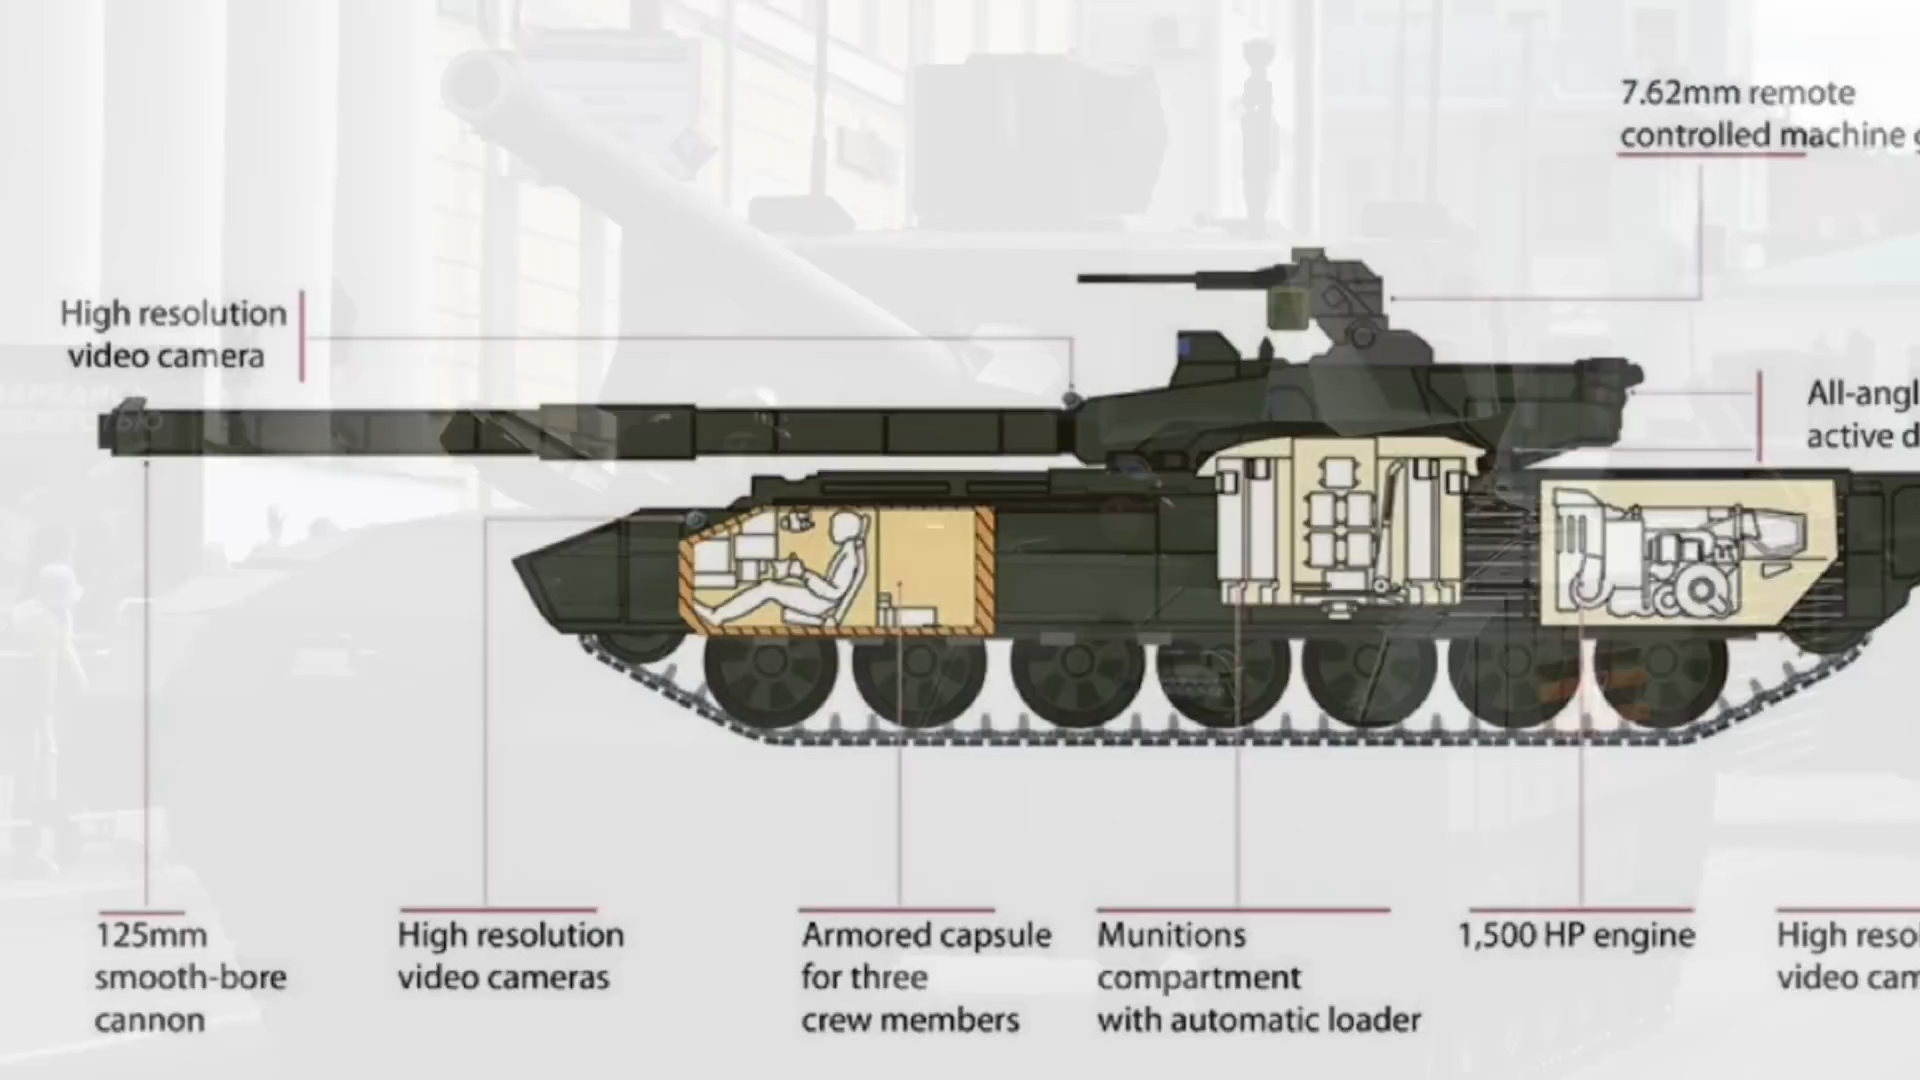 7.62mm remote
controlled machine
High resolution
video camera
All-angl
active d
125mm
smooth-bore
cannon
High resolution
video cameras
Armored capsule
for three
crew members
Munitions
compartment
with automatic loader
1,500 HP engine
High reso
video cam